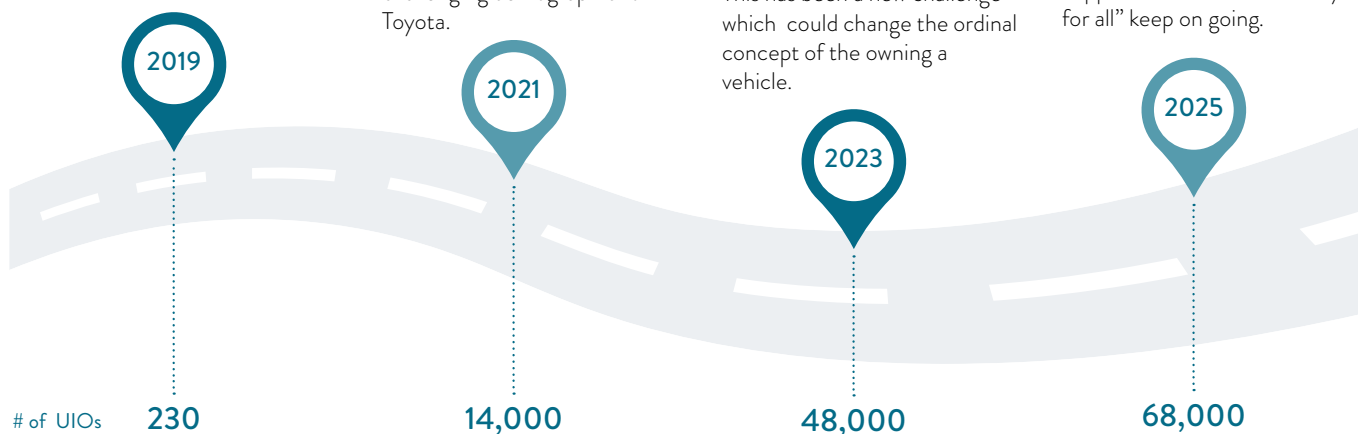 Toyota.
which could change the ordinal
concept of the owning a
vehicle.
for all” keep on going.
2019
2021
2023
2025
# of UIOs 230 14,000 48,000 68,000